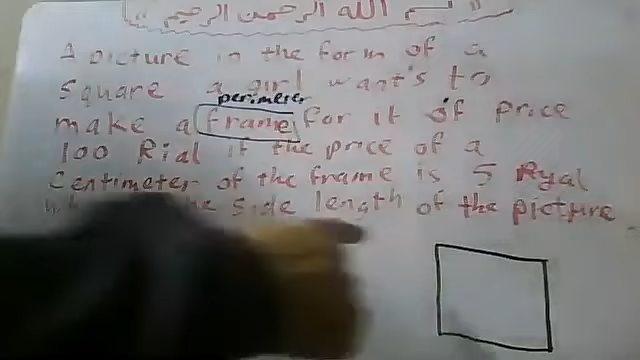 بسم الله الرحمن الرحيم
A picture in the form of a
square a girl want's to
perimeter
make a frame for it of price
100 Rial if the price of a
Centimeter of the frame is 5 Ryal
the side length of the picture